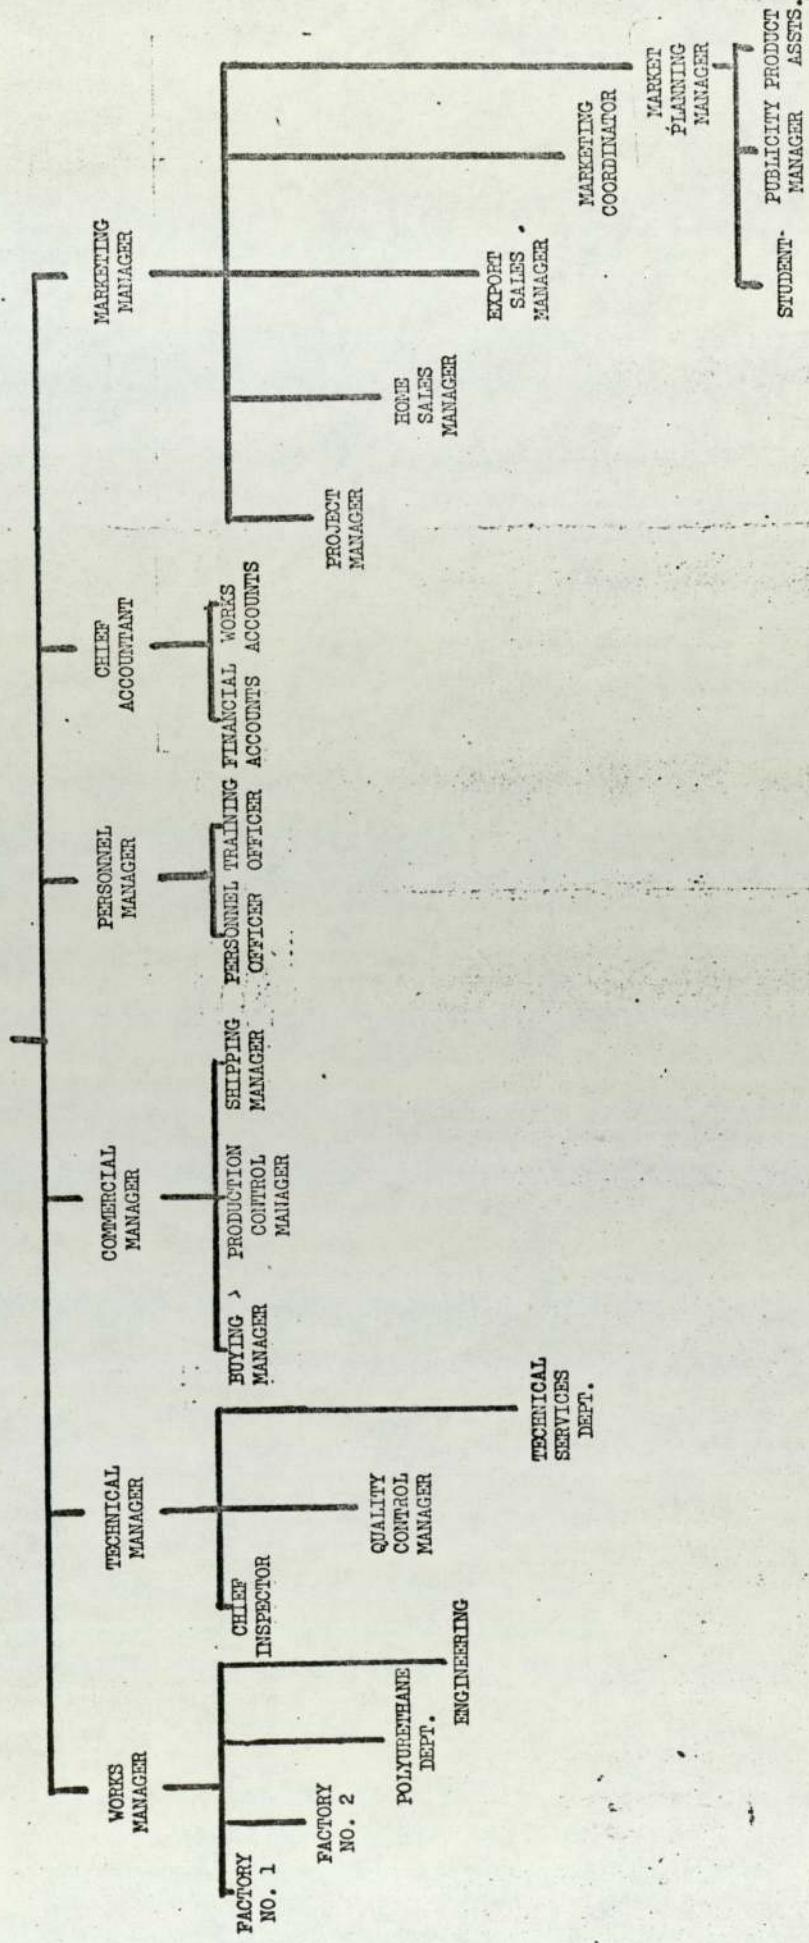 WORKS
MANAGER
TECHNICAL
MANAGER
COMMERCIAL
MANAGER
PERSONNEL
MANAGER
CHIEF
ACCOUNTANT
MARKETING
MANAGER
FACTORY
NO. 1
FACTORY
NO. 2
POLYURETHANE
DEPT.
ENGINEERING
CHIEF
INSPECTOR
QUALITY
CONTROL
MANAGER
TECHNICAL
SERVICES
DEPT.
BUYING
MANAGER
PRODUCTION
CONTROL
MANAGER
SHIPPING
MANAGER
PERSONNEL
OFFICER
TRAINING
OFFICER
FINANCIAL
ACCOUNTS
WORKS
ACCOUNTS
PROJECT
MANAGER
HOME
SALES
MANAGER
EXPORT
SALES
MANAGER
MARKETING
COORDINATOR
MARKET
PLANNING
MANAGER
STUDENT-
PUBLICITY
MANAGER
PRODUCT
ASSTS.